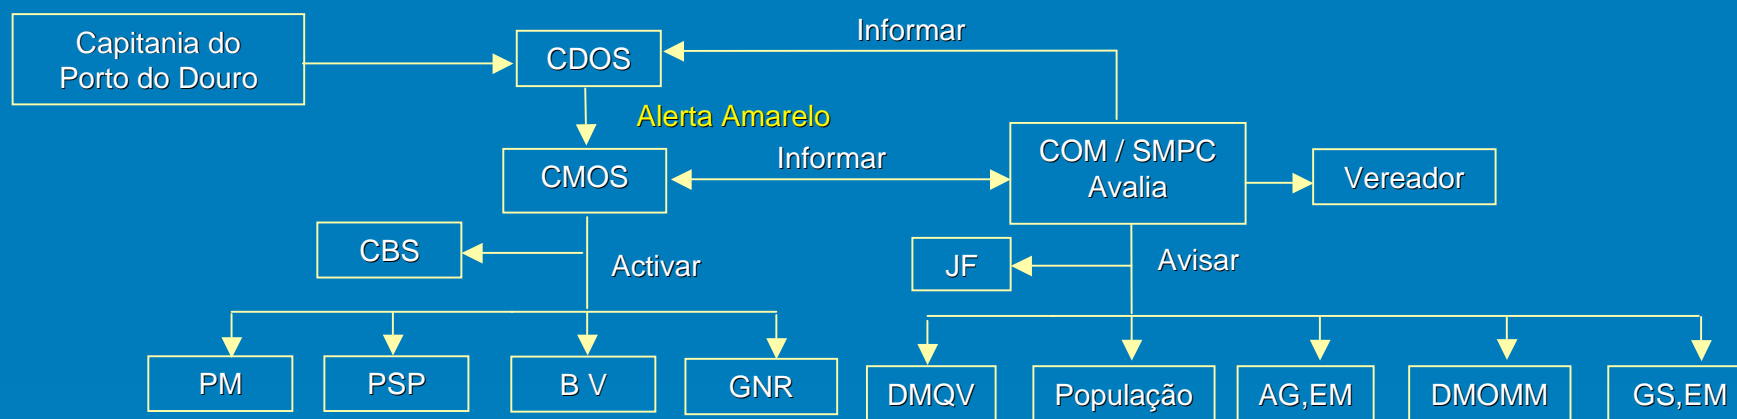 Capitania do
Porto do Douro
CDOS
Informar
Alerta Amarelo
CMOS
Informar
COM / SMPC
Avalia
Vereador
CBS
Activar
JF
Avisar
PM
PSP
B V
GNR
DMQV
População
AG,EM
DMOMM
GS,EM